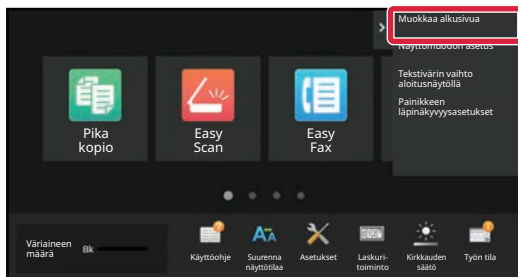 Muokkaa alkusivua
Näyttömuodon asetus
Tekstivärin vaihto
aloitusnäytöllä
Painikkeen
läpinäkyvyysasetukset
Pika
kopio
Easy
Scan
Easy
Fax
Väriaineen
määrä
Bk
Käyttöohje
Suurenna
näyttötilaa
Asetukset
Laskuri-
toiminto
Kirkkauden
säätö
Työn tila